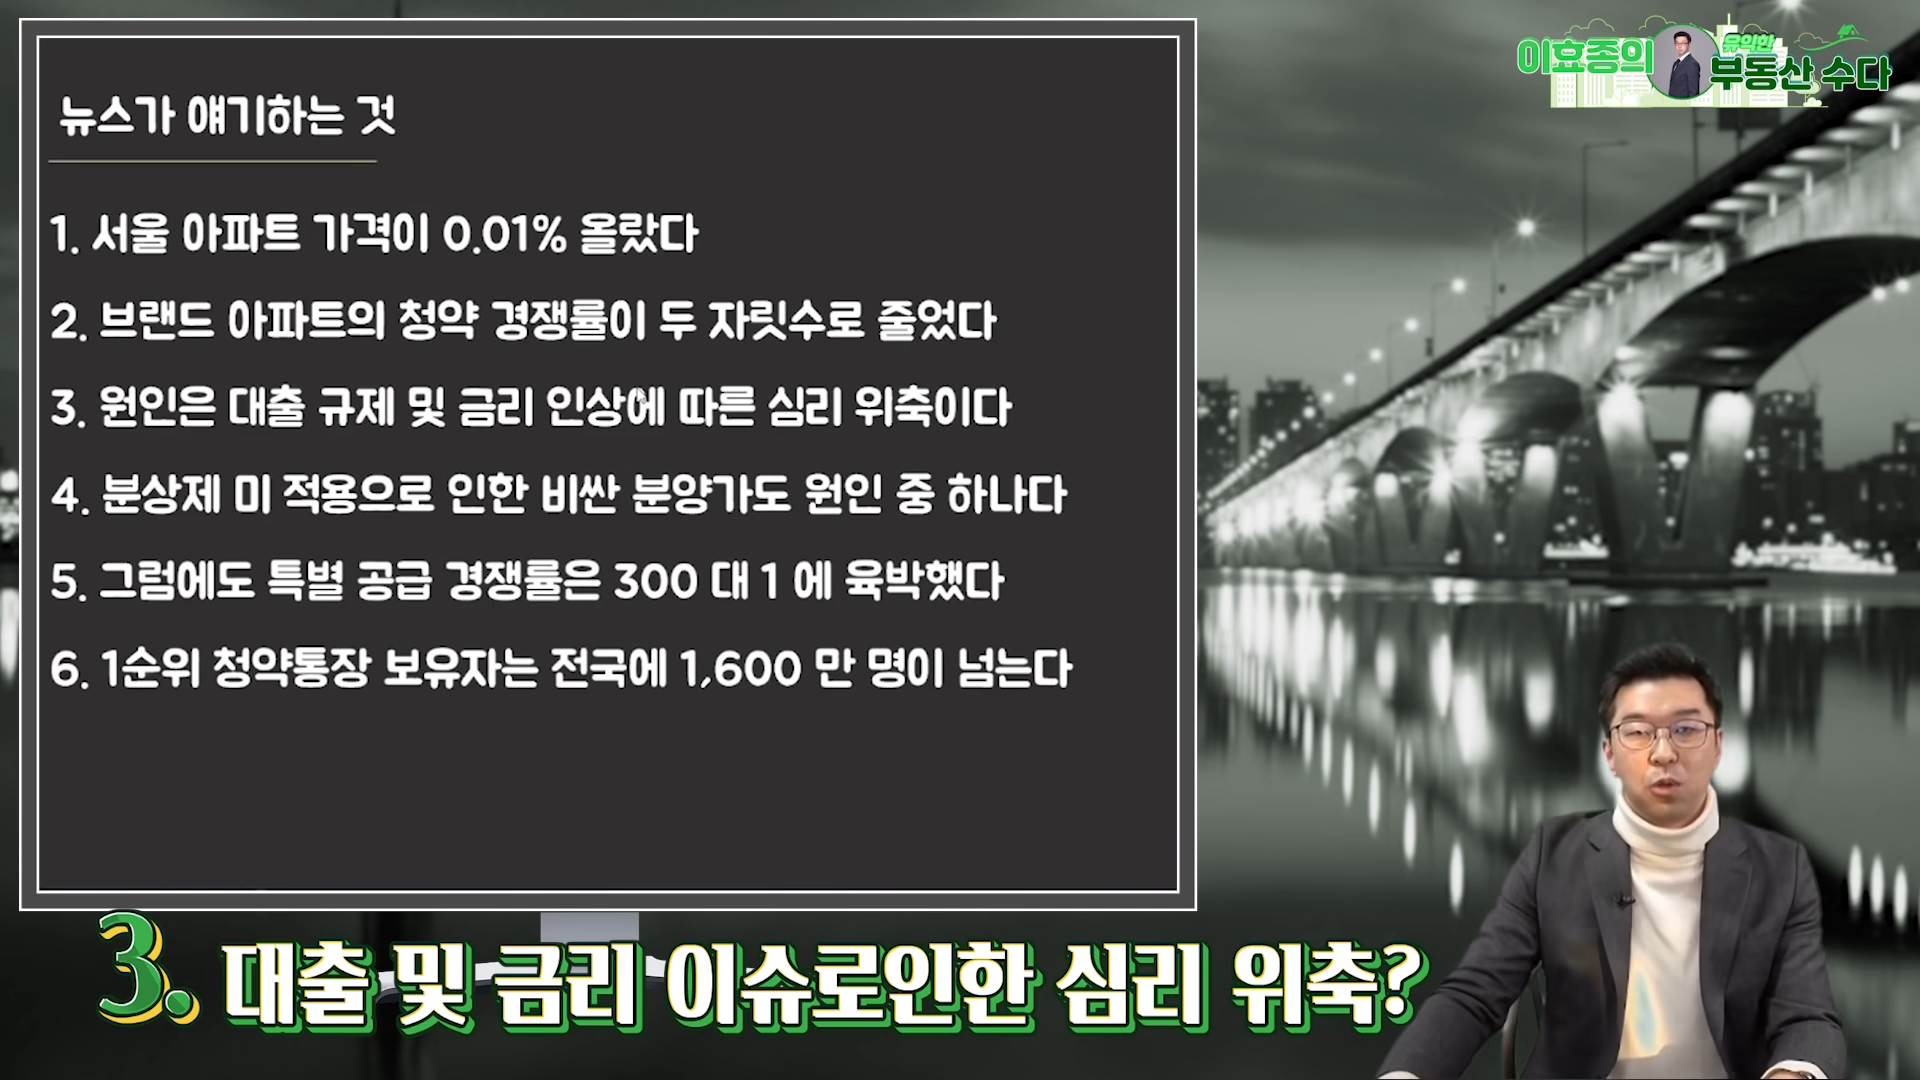 이효종의
유익한
부동산 수다
뉴스가 얘기하는 것
1. 서울 아파트 가격이 0.01% 올랐다
2. 브랜드 아파트의 청약 경쟁률이 두 자릿수로 줄었다
3. 원인은 대출 규제 및 금리 인상에 따른 심리 위축이다
4. 분상제 미 적용으로 인한 비싼 분양가도 원인 중 하나다
5. 그럼에도 특별 공급 경쟁률은 300 대 1 에 육박했다
6. 1순위 청약통장 보유자는 전국에 1,600 만 명이 넘는다
3. 대출 및 금리 이슈로인한 심리 위축?